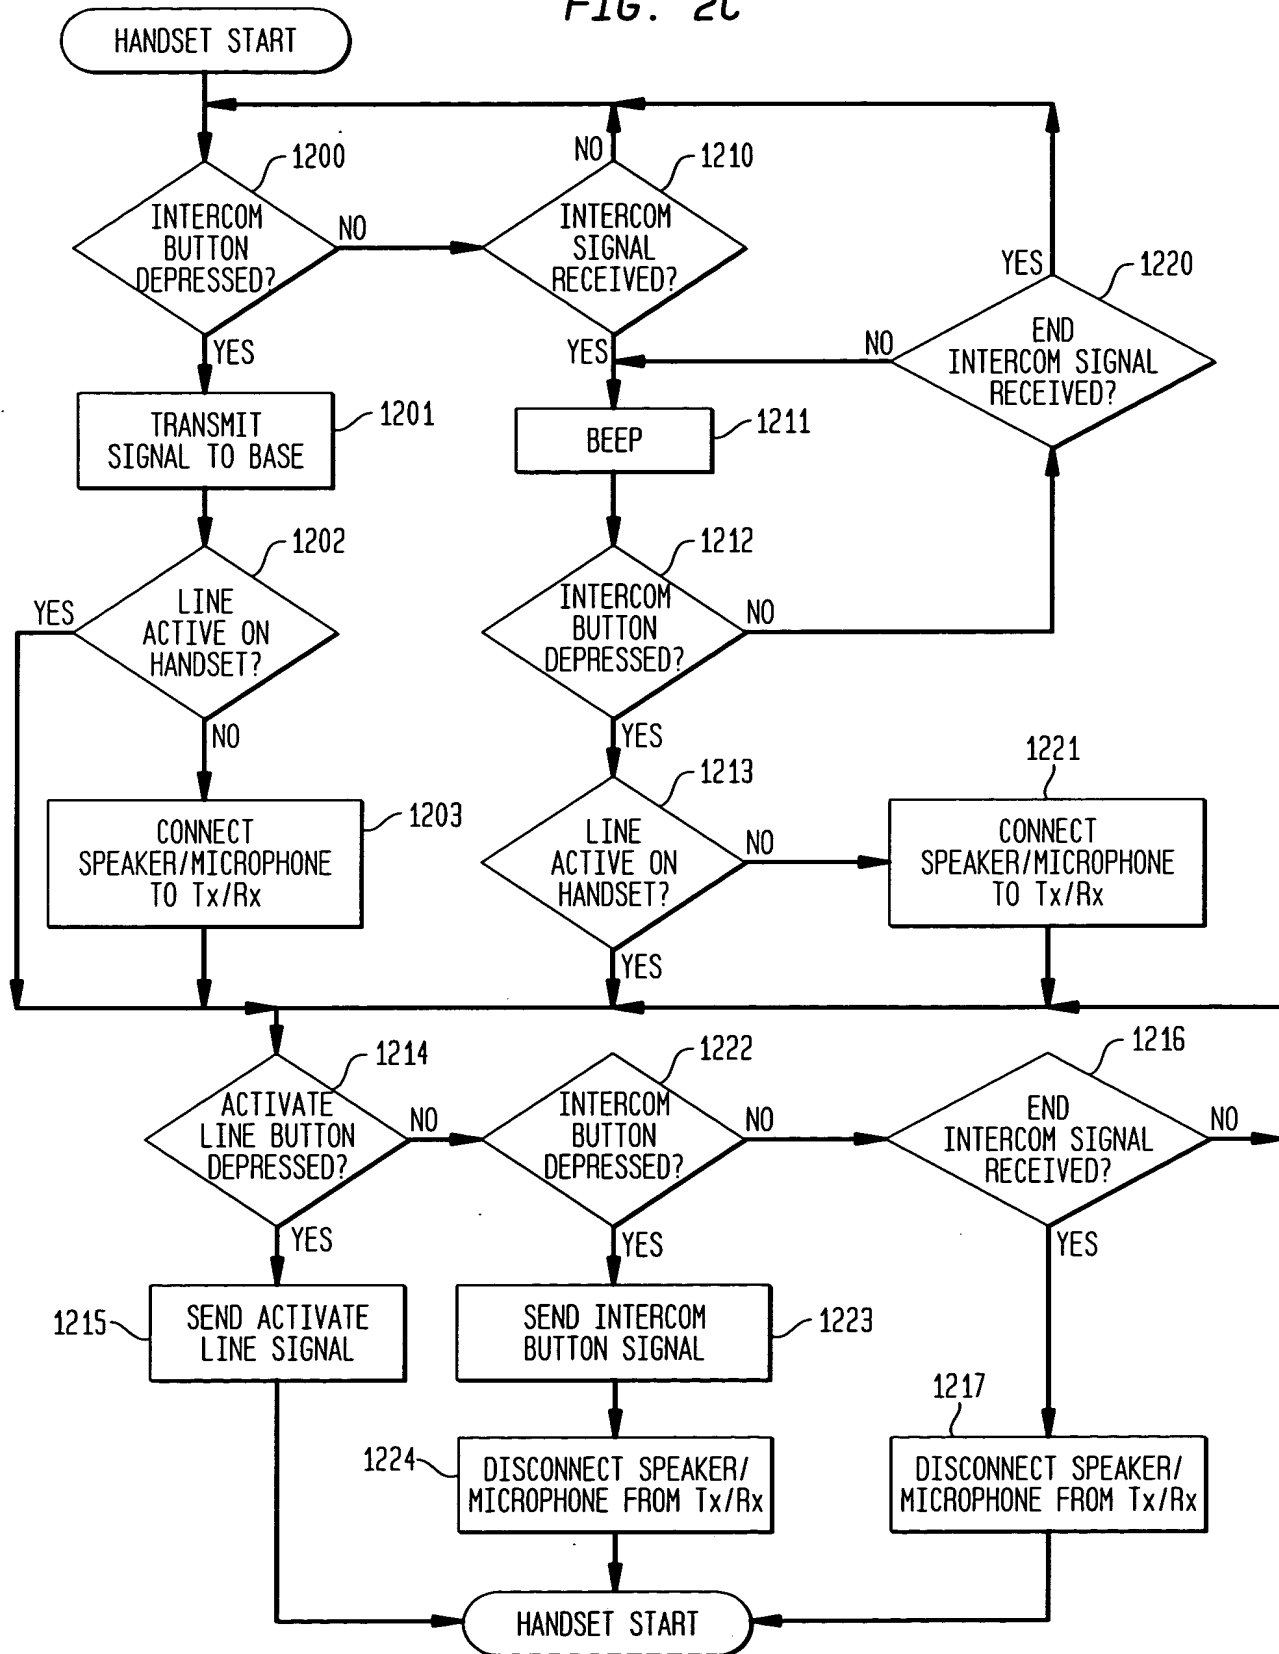 FIG. 2C
HANDSET START
1200
INTERCOM
BUTTON
DEPRESSED?
NO
YES
1210
INTERCOM
SIGNAL
RECEIVED?
NO
YES
1220
END
INTERCOM SIGNAL
RECEIVED?
YES
NO
TRANSMIT
SIGNAL TO BASE
1201
BEEP
1211
1202
LINE
ACTIVE ON
HANDSET?
YES
NO
1212
INTERCOM
BUTTON
DEPRESSED?
NO
YES
CONNECT
SPEAKER/MICROPHONE
TO Tx/Rx
1203
1213
LINE
ACTIVE ON
HANDSET?
NO
YES
1221
CONNECT
SPEAKER/MICROPHONE
TO Tx/Rx
1214
ACTIVATE
LINE BUTTON
DEPRESSED?
NO
YES
1222
INTERCOM
BUTTON
DEPRESSED?
NO
YES
1216
END
INTERCOM SIGNAL
RECEIVED?
NO
YES
1215
SEND ACTIVATE
LINE SIGNAL
SEND INTERCOM
BUTTON SIGNAL
1223
1224
DISCONNECT SPEAKER/
MICROPHONE FROM Tx/Rx
1217
DISCONNECT SPEAKER/
MICROPHONE FROM Tx/Rx
HANDSET START